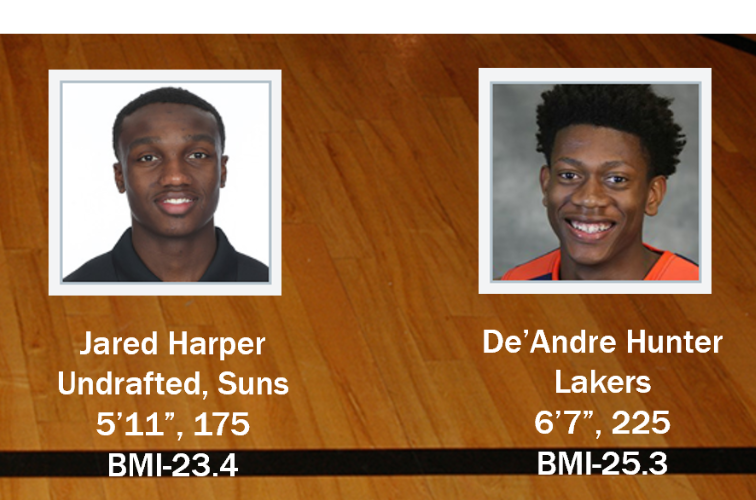 Jared Harper
Undrafted, Suns
5’11”, 175
BMI-23.4
De’Andre Hunter
Lakers
6’7”, 225
BMI-25.3